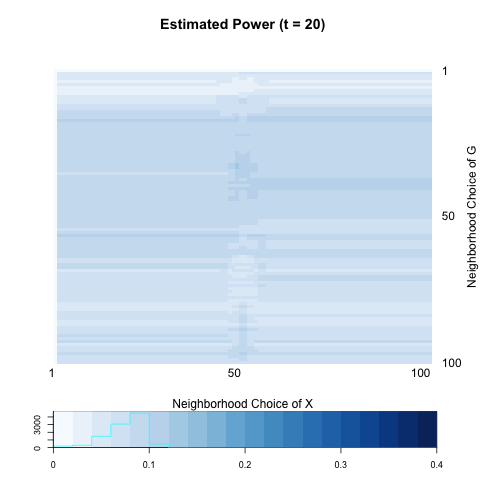 Estimated Power (t = 20)
1
Neighborhood Choice of G
50
100
1 50 100
Neighborhood Choice of X
0 3000
0 0.1 0.2 0.3 0.4